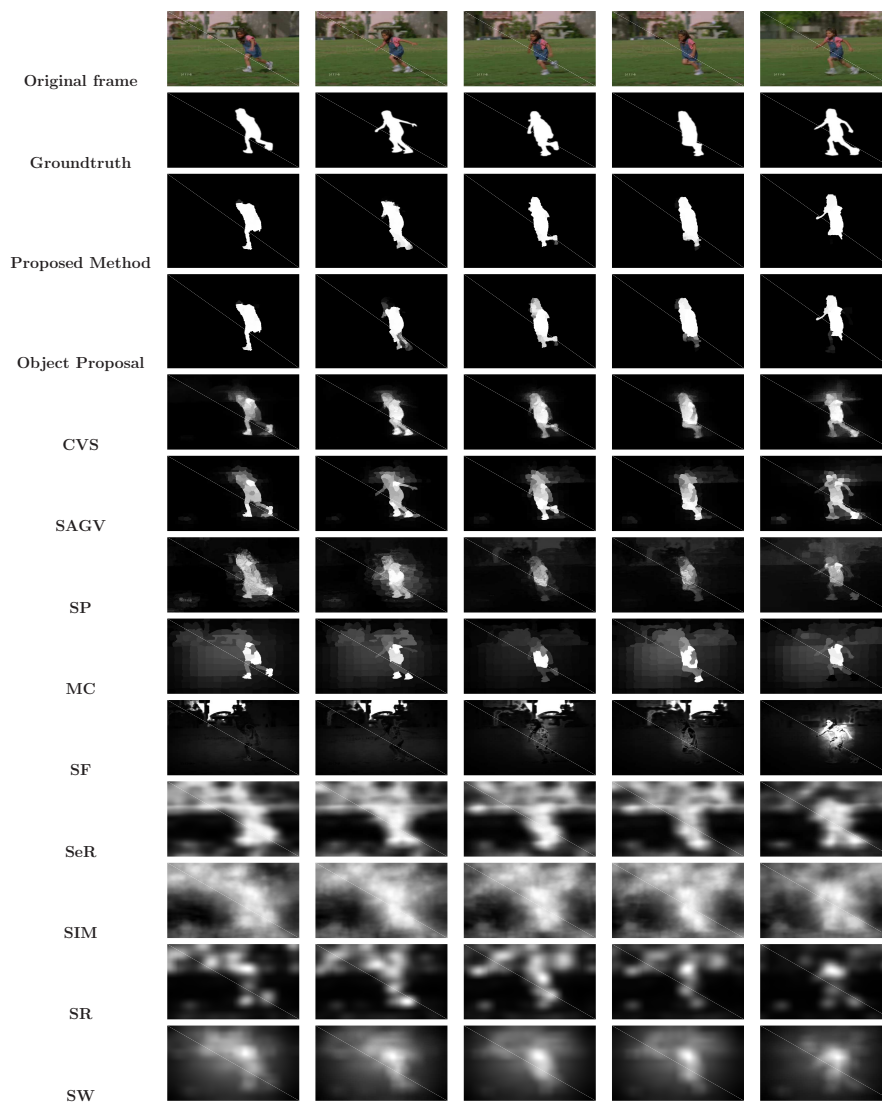 Original frame
Groundtruth
Proposed Method
Object Proposal
CVS
SAGV
SP
MC
SF
SeR
SIM
SR
SW